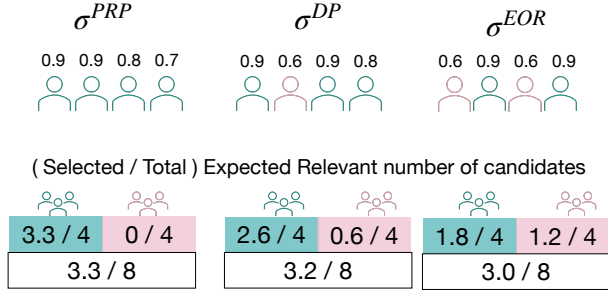 σ^PRP σ^DP σ^EOR
0.9 0.9 0.8 0.7 0.9 0.6 0.9 0.8 0.6 0.9 0.6 0.9
( Selected / Total ) Expected Relevant number of candidates
3.3 / 4 0 / 4 2.6 / 4 0.6 / 4 1.8 / 4 1.2 / 4
3.3 / 8 3.2 / 8 3.0 / 8